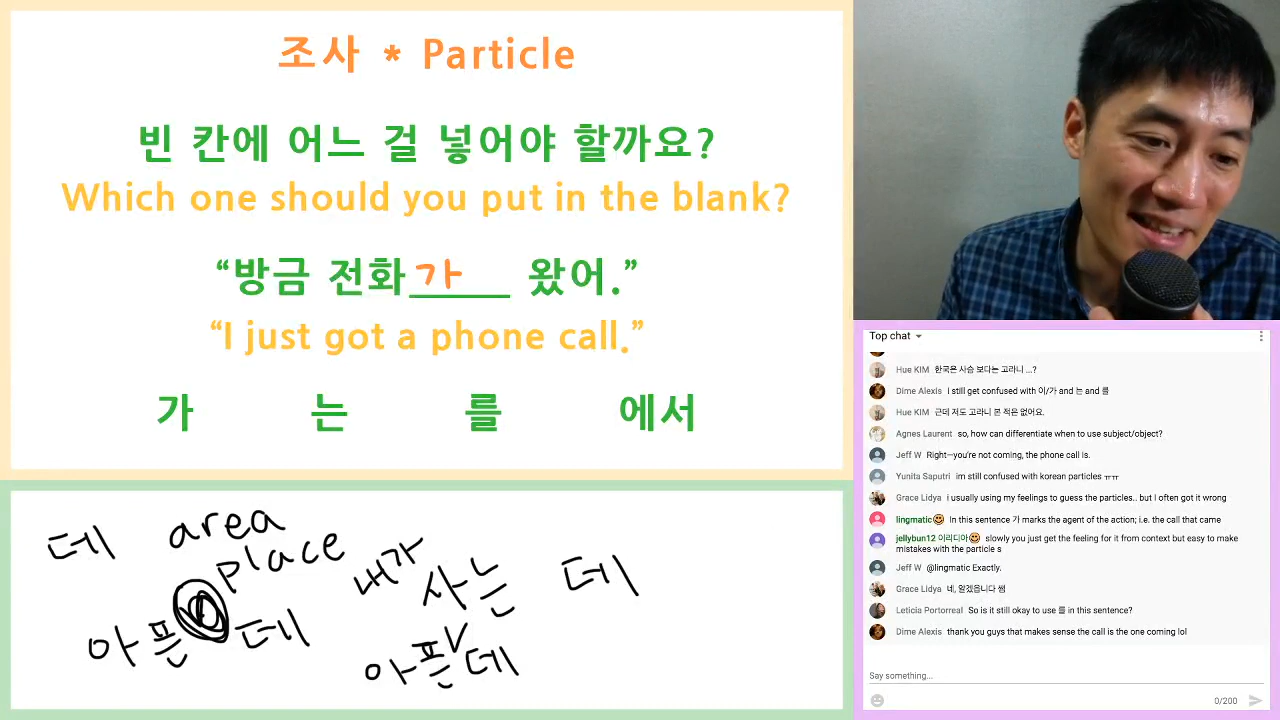 조사 * Particle
빈 칸에 어느 걸 넣어야 할까요?
Which one should you put in the blank?
“방금 전화가 왔어.”
“I just got a phone call.”
가 는 를 에서
데 area
place
내가 사는 데
아픈 데
아픈 데
Top chat
Hue KIM 한국은 사슴 보다는 고라니 ...?
Dime Alexis i still get confused with 이/가 and 는 and 를
Hue KIM 근데 저도 고라니 본 적은 없어요.
Agnes Laurent so, how can differentiate when to use subject/object?
Jeff W Right—you're not coming, the phone call is.
Yunita Saputri im still confused with korean particles ㅠㅠ
Grace Lidya i usually using my feelings to guess the particles.. but I often got it wrong
lingmatic In this sentence 가 marks the agent of the action; i.e. the call that came
jellybun12 이리디아 slowly you just get the feeling for it from context but easy to make
mistakes with the particle s
Jeff W @lingmatic Exactly.
Grace Lidya 네, 알겠읍니다 쌤
Leticia Portorreal So is it still okay to use 를 in this sentence?
Dime Alexis thank you guys that makes sense the call is the one coming lol
Say something...
0/200